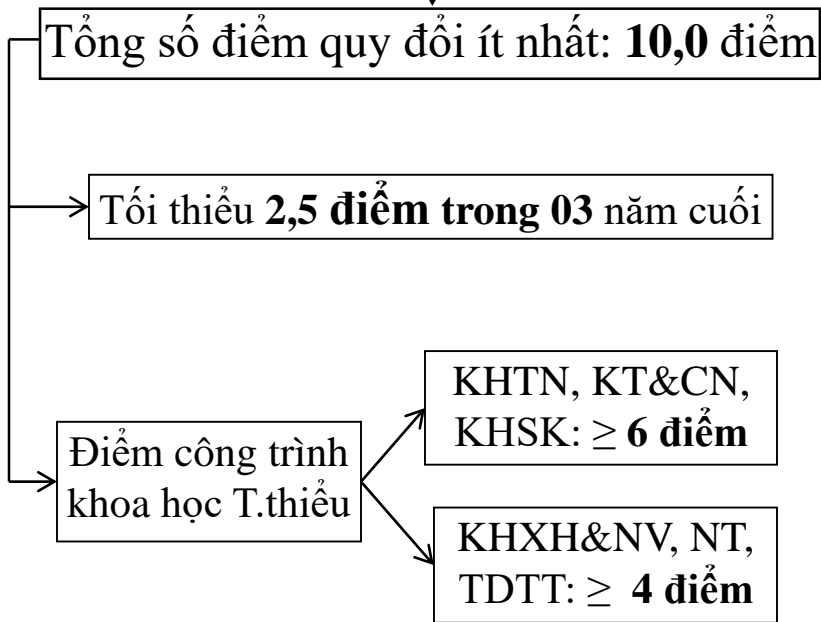 Tổng số điểm quy đổi ít nhất: 10,0 điểm
Tối thiểu 2,5 điểm trong 03 năm cuối
KHTN, KT&CN,
KHSK: ≥ 6 điểm
Điểm công trình
khoa học T.thiểu
KHXH&NV, NT,
TDTT: ≥ 4 điểm